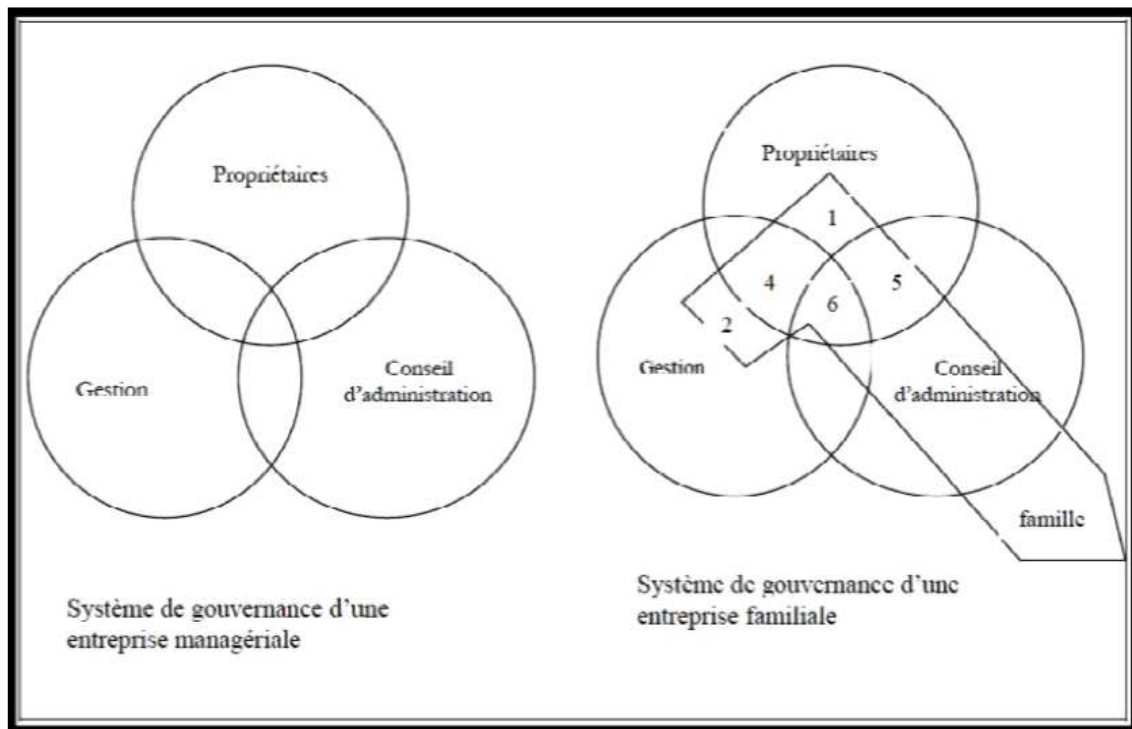 Propriétaires
Gestion
Conseil
d'administration
Système de gouvernance d'une
entreprise managériale
Propriétaires
1
4
5
6
2
Gestion
Conseil
d'administration
famille
Système de gouvernance d'une
entreprise familiale